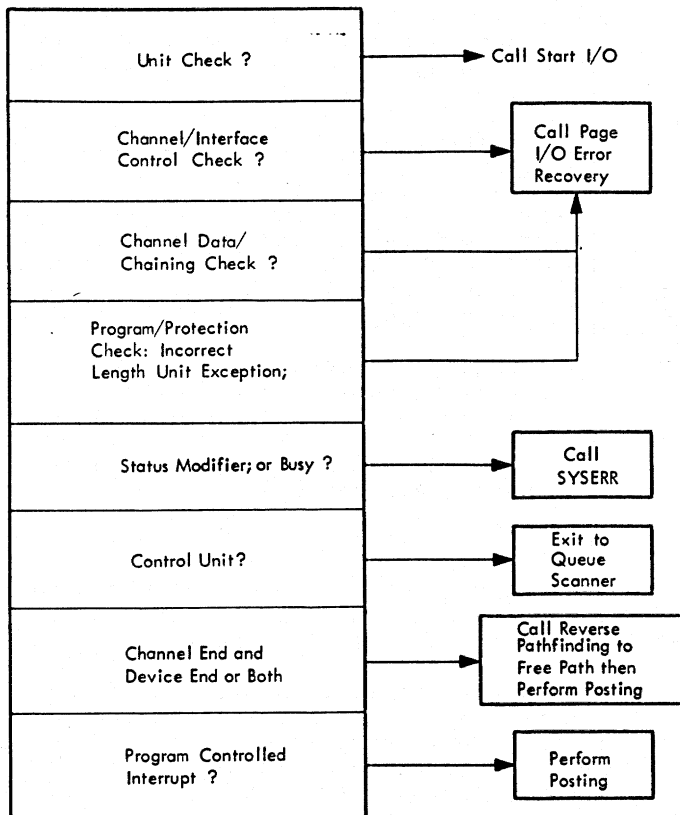 Unit Check ?
Call Start I/O
Channel/Interface
Control Check ?
Call Page
I/O Error
Recovery
Channel Data/
Chaining Check ?
Program/Protection
Check: Incorrect
Length Unit Exception;
Status Modifier; or Busy ?
Call
SYSERR
Control Unit?
Exit to
Queue
Scanner
Channel End and
Device End or Both
Call Reverse
Pathfinding to
Free Path then
Perform Posting
Program Controlled
Interrupt ?
Perform
Posting